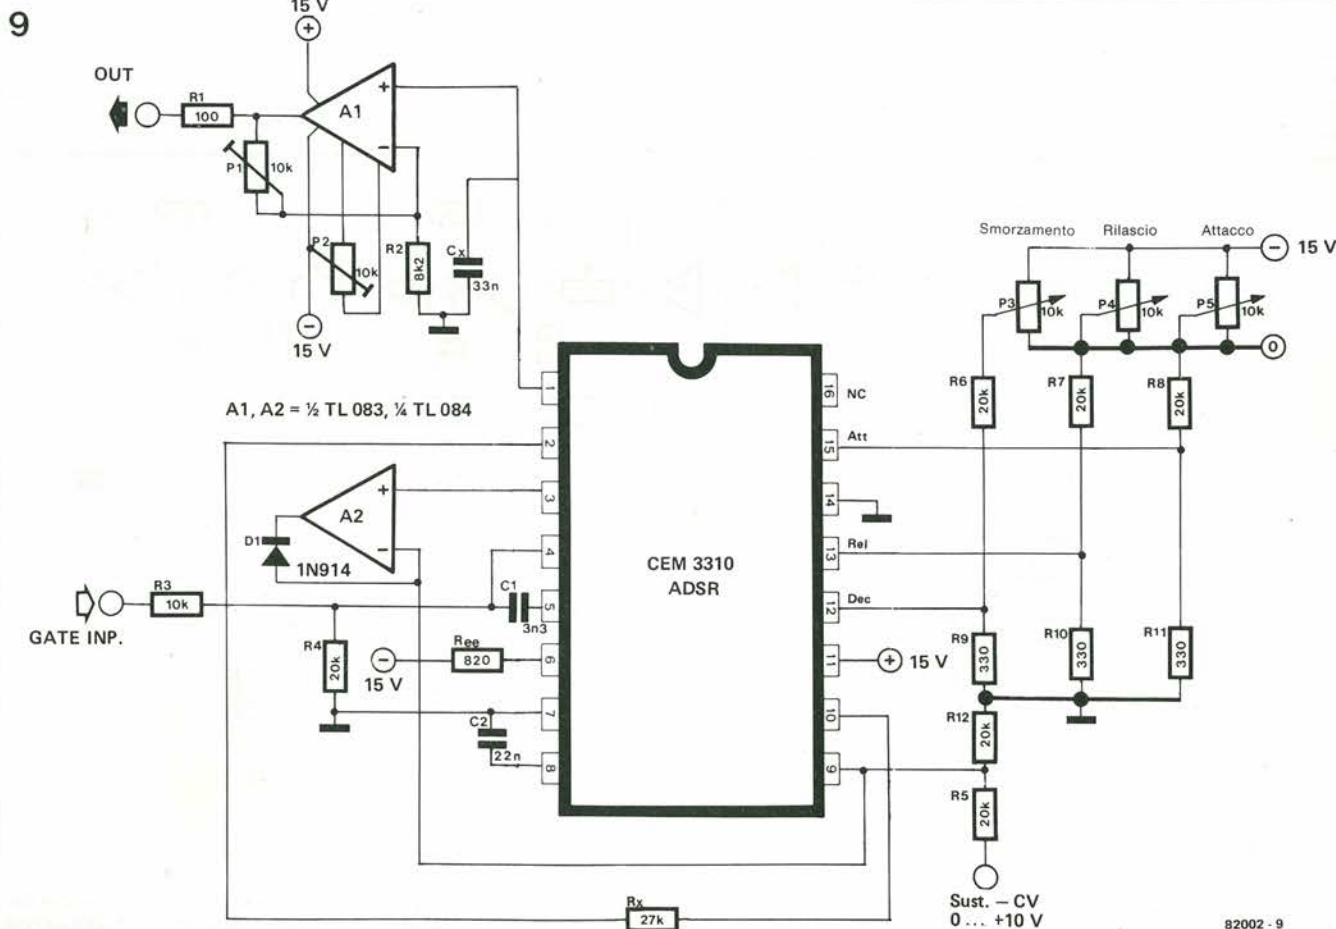 9
15 V
+
OUT
R1
100
A1
+
−
P1
10k
P2
10k
R2
8k2
Cx
33n
−
15 V
Smorzamento
Rilascio
Attacco
− 15 V
P3
10k
P4
10k
P5
10k
0
R6
20k
R7
20k
R8
20k
A1, A2 = ½ TL 083, ¼ TL 084
1
2
3
4
5
6
7
8
16
NC
15
Att
14
13
Rel
12
Dec
11
+ 15 V
10
9
CEM 3310
ADSR
+
−
A2
D1
1N914
R3
10k
GATE INP.
C1
3n3
R4
20k
Ree
820
−
15 V
C2
22n
R9
330
R10
330
R11
330
R12
20k
R5
20k
Rx
27k
Sust. – CV
0 ... +10 V
82002 - 9